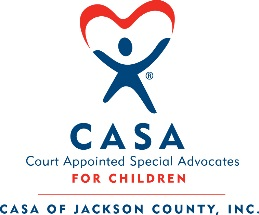 ®
CASA
Court Appointed Special Advocates
FOR CHILDREN
CASA OF JACKSON COUNTY, INC.